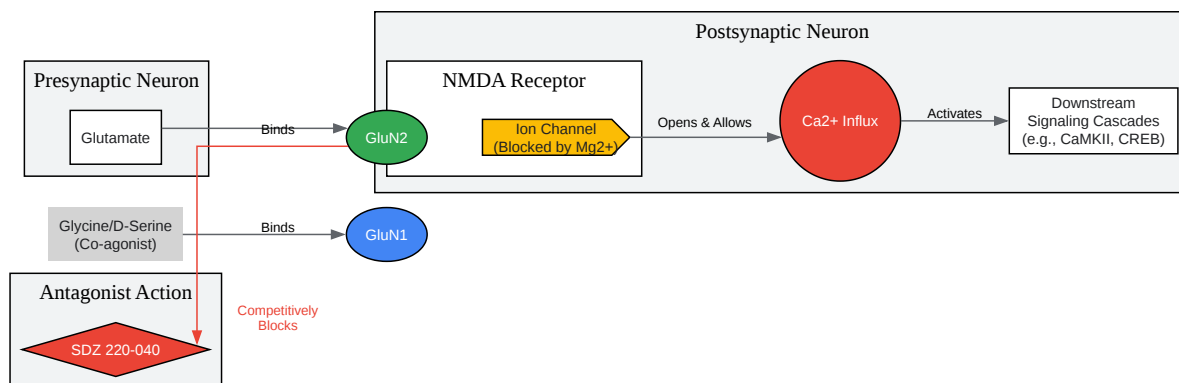 Postsynaptic Neuron
Presynaptic Neuron
NMDA Receptor
Glutamate
Binds
GluN2
Ion Channel
(Blocked by Mg2+)
Opens & Allows
Ca2+ Influx
Activates
Downstream
Signaling Cascades
(e.g., CaMKII, CREB)
Glycine/D-Serine
(Co-agonist)
Binds
GluN1
Antagonist Action
Competitively
Blocks
SDZ 220-040